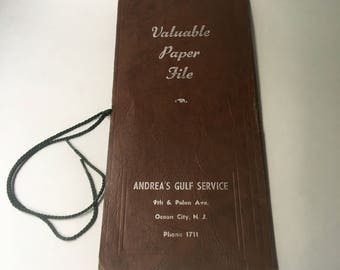 Valuable
Paper
File
ANDREA'S GULF SERVICE
9th & Palen Ave.
Ocean City, N. J.
Phone 1711